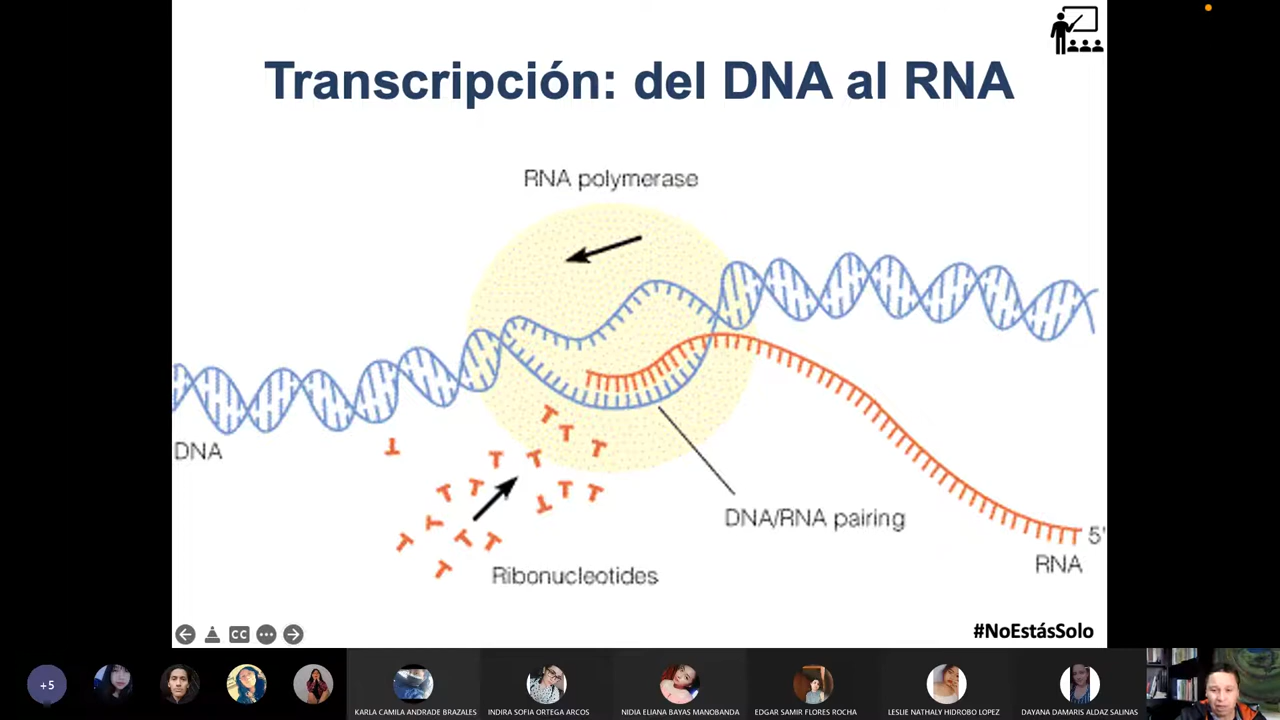 Transcripción: del DNA al RNA
RNA polymerase
DNA
DNA/RNA pairing
5'
RNA
Ribonucleotides
CC
#NoEstásSolo
+5
KARLA CAMILA ANDRADE BRAZALES
INDIRA SOFIA ORTEGA ARCOS
NIDIA ELIANA BAYAS MANOBANDA
EDGAR SAMIR FLORES ROCHA
LESLIE NATHALY HIDROBO LOPEZ
DAYANA DAMARIS ALDAZ SALINAS